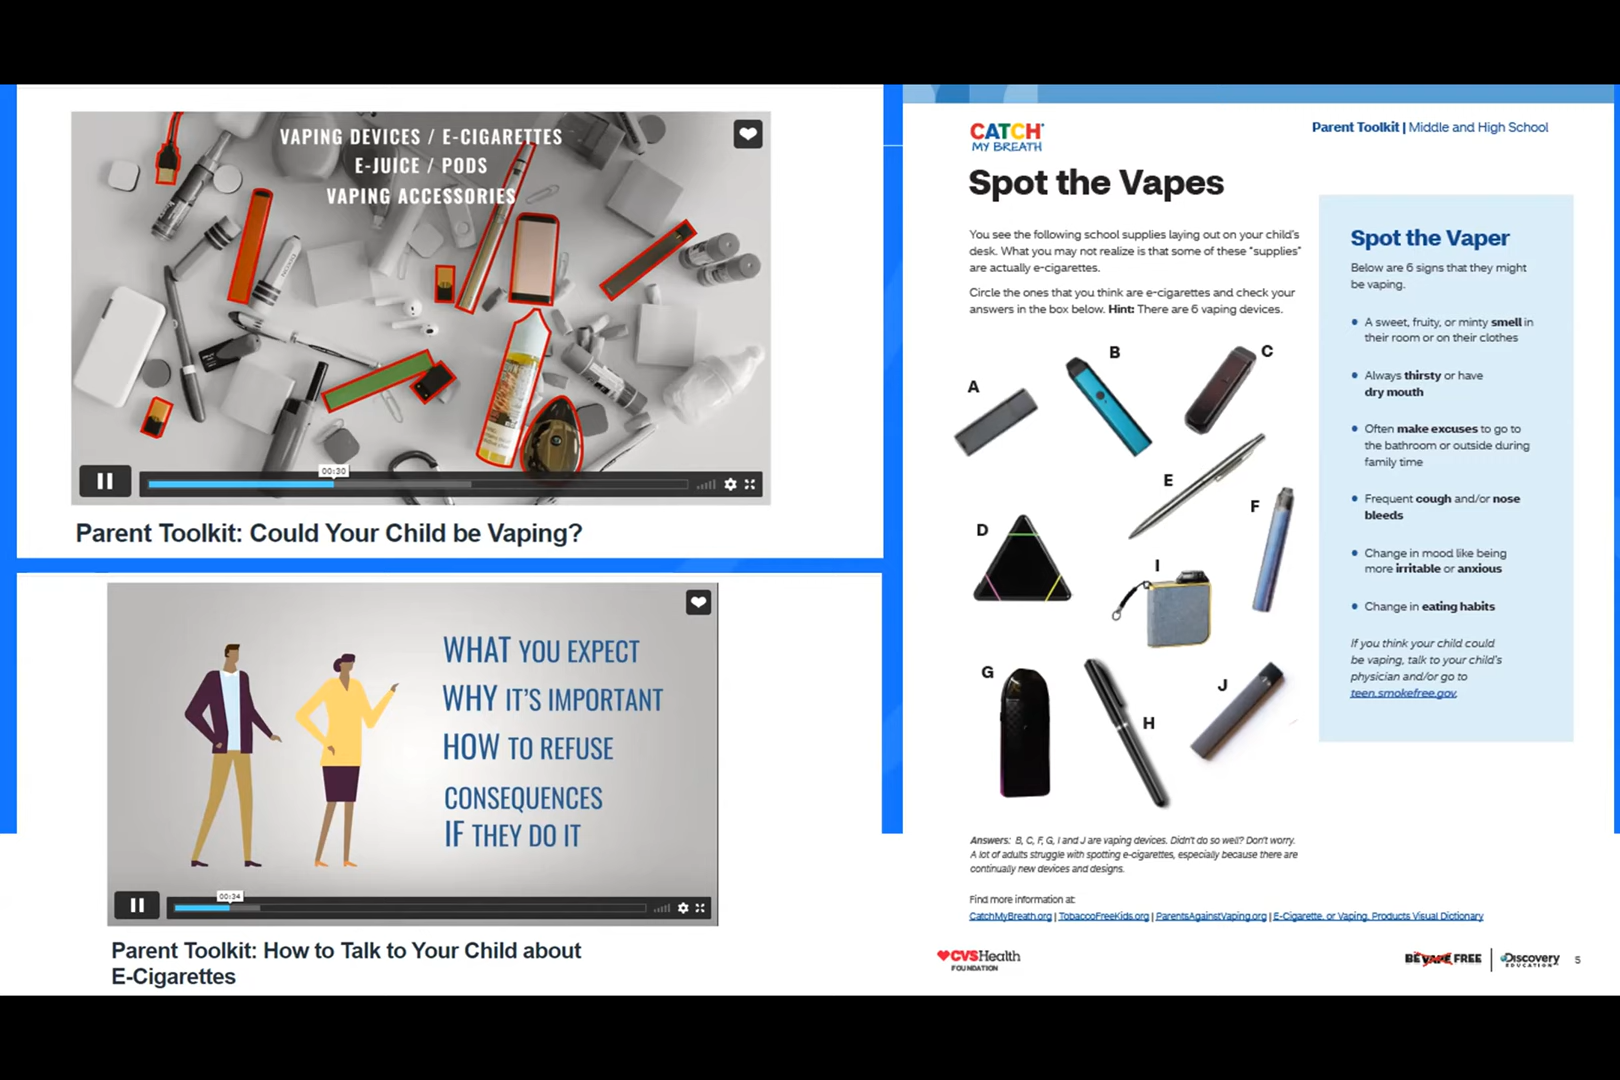 VAPING DEVICES / E-CIGARETTES
E-JUICE / PODS
VAPING ACCESSORIES
00:30
Parent Toolkit: Could Your Child be Vaping?
WHAT YOU EXPECT
WHY IT'S IMPORTANT
HOW TO REFUSE
CONSEQUENCES
IF THEY DO IT
00:34
Parent Toolkit: How to Talk to Your Child about
E-Cigarettes
CATCH
MY BREATH
Parent Toolkit | Middle and High School
Spot the Vapes
You see the following school supplies laying out on your child's
desk. What you may not realize is that some of these "supplies"
are actually e-cigarettes.
Circle the ones that you think are e-cigarettes and check your
answers in the box below. Hint: There are 6 vaping devices.
A
B
C
D
E
F
I
G
H
J
Answers: B, C, F, G, I and J are vaping devices. Didn't do so well? Don't worry.
A lot of adults struggle with spotting e-cigarettes, especially because there are
continually new devices and designs.
Find more information at:
CatchMyBreath.org | TobaccoFreeKids.org | ParentsAgainstVaping.org | E-Cigarette, or Vaping, Products Visual Dictionary
Spot the Vaper
Below are 6 signs that they might
be vaping.
• A sweet, fruity, or minty smell in
their room or on their clothes
• Always thirsty or have
dry mouth
• Often make excuses to go to
the bathroom or outside during
family time
• Frequent cough and/or nose
bleeds
• Change in mood like being
more irritable or anxious
• Change in eating habits
If you think your child could
be vaping, talk to your child's
physician and/or go to
teen.smokefree.gov.
CVSHealth
FOUNDATION
BE VAPE FREE
Discovery
EDUCATION
5